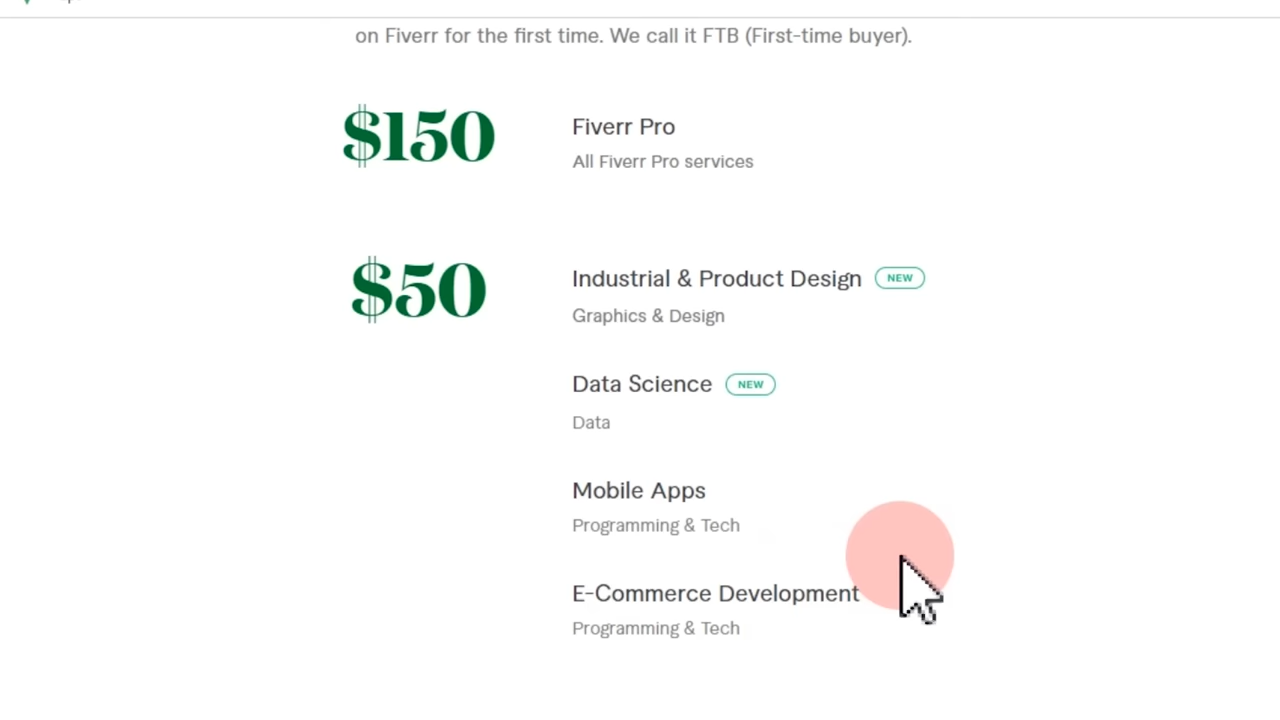 on Fiverr for the first time. We call it FTB (First-time buyer).
$150
Fiverr Pro
All Fiverr Pro services
$50
Industrial & Product Design NEW
Graphics & Design
Data Science NEW
Data
Mobile Apps
Programming & Tech
E-Commerce Development
Programming & Tech